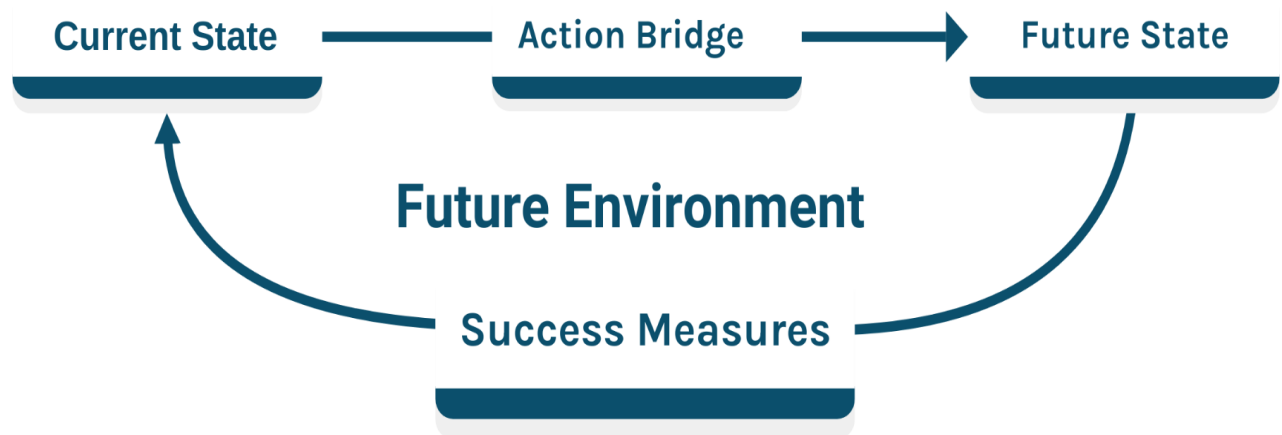 Current State
Action Bridge
Future State
Future Environment
Success Measures